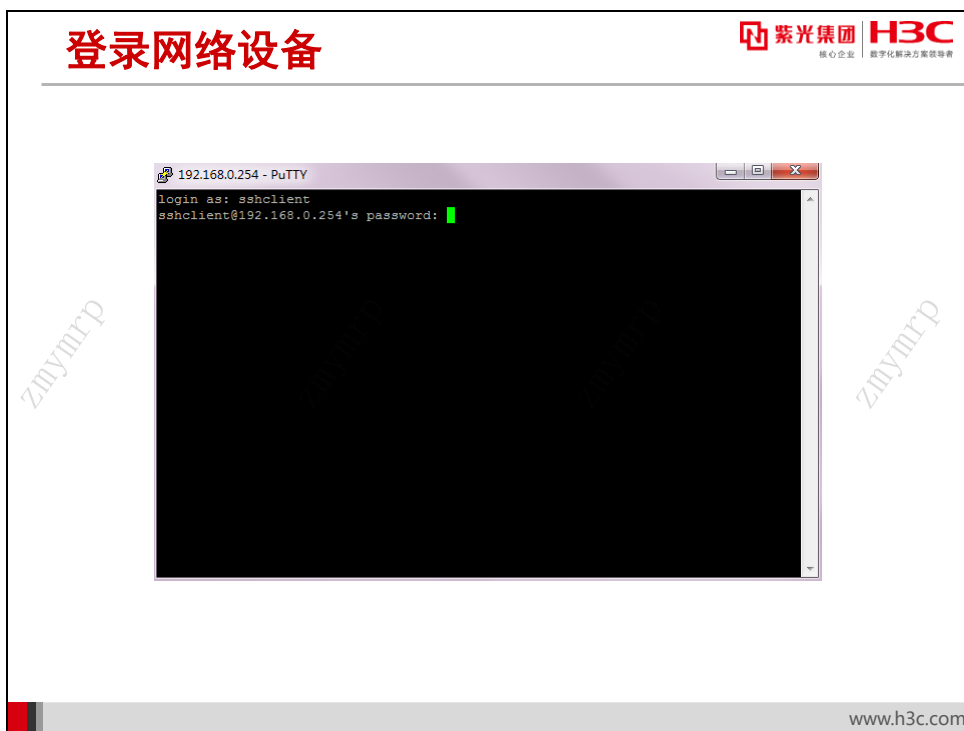 登录网络设备
紫光集团 H3C
核心企业 数字化解决方案领导者
192.168.0.254 - PuTTY
login as: sshclient
sshclient@192.168.0.254's password:
zmymrp zmymrp zmymrp zmymrp
www.h3c.com